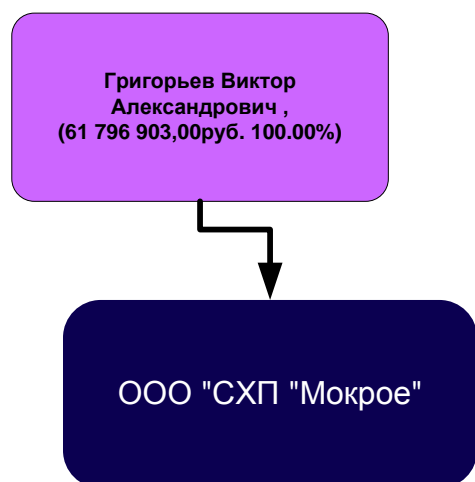 Григорьев Виктор
Александрович ,
(61 796 903,00руб. 100.00%)
ООО "СХП "Мокрое"